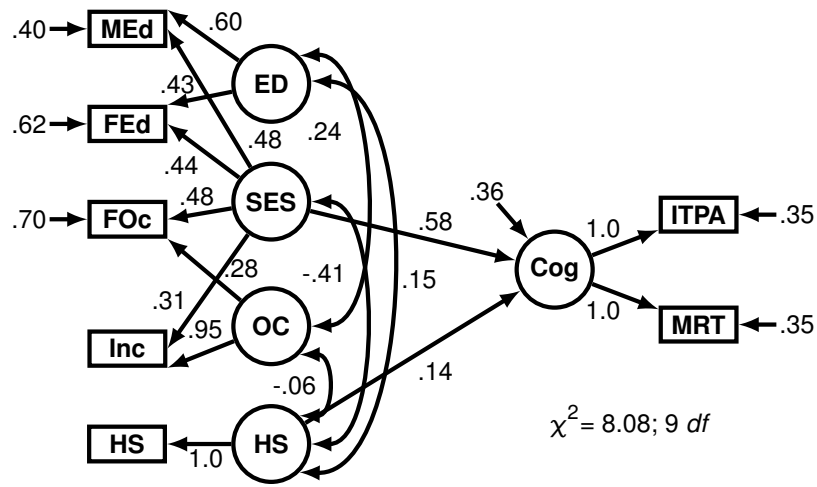 .40
MEd
.60
ED
.43
.62
FEd
.24
.48
.44
SES
.48
.70
FOc
.58
.36
ITPA
.35
1.0
Cog
.28
-.41
.15
.31
OC
1.0
MRT
.35
.95
Inc
-.06
.14
χ² = 8.08; 9 df
HS
1.0
HS